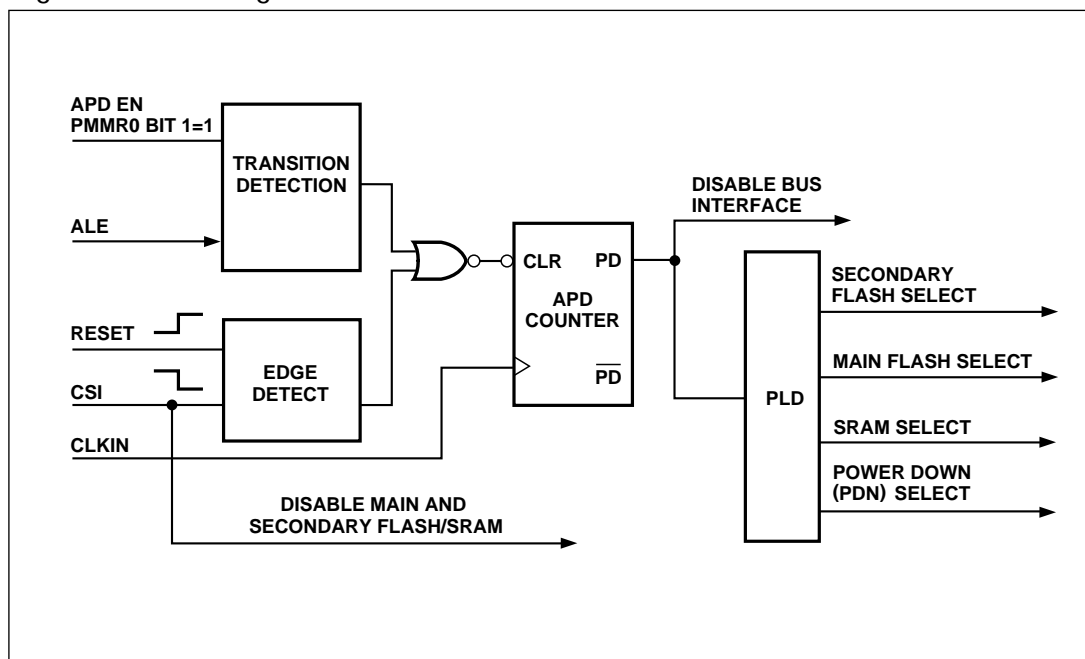 APD EN
PMMR0 BIT 1=1
TRANSITION
DETECTION
ALE
RESET
CSI
CLKIN
EDGE
DETECT
DISABLE MAIN AND
SECONDARY FLASH/SRAM
CLR PD
APD
COUNTER
PD
DISABLE BUS
INTERFACE
PLD
SECONDARY
FLASH SELECT
MAIN FLASH SELECT
SRAM SELECT
POWER DOWN
(PDN) SELECT